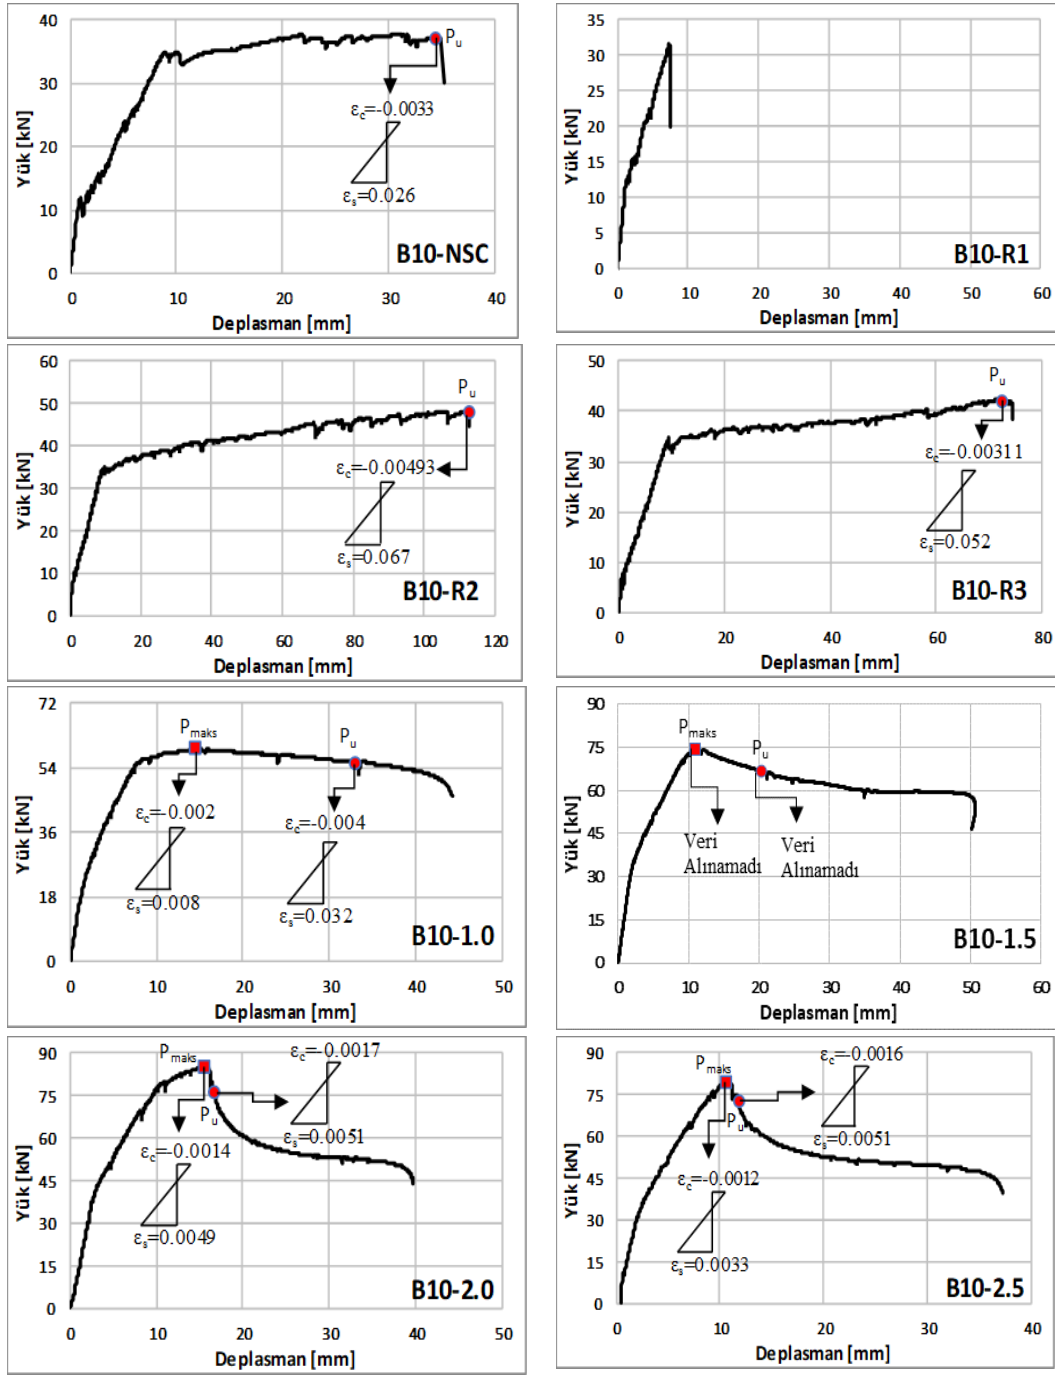 40
30
20
10
0
0 10 20 30 40
Yük [kN]
Deplasman [mm]
Pu
εc=-0.0033
εs=0.026
B10-NSC
35
30
25
20
15
10
5
0
0 10 20 30 40 50 60
Yük [kN]
Deplasman [mm]
B10-R1
60
50
40
30
20
10
0
0 20 40 60 80 100 120
Yük [kN]
Deplasman [mm]
Pu
εc=-0.00493
εs=0.067
B10-R2
50
40
30
20
10
0
0 20 40 60 80
Yük [kN]
Deplasman [mm]
Pu
εc=-0.00311
εs=0.052
B10-R3
72
54
36
18
0
0 10 20 30 40 50
Yük [kN]
Deplasman [mm]
Pmaks
Pu
εc=-0.002
εc=-0.004
εs=0.008
εs=0.032
B10-1.0
90
75
60
45
30
15
0
0 10 20 30 40 50 60
Yük [kN]
Deplasman [mm]
Pmaks
Pu
Veri
Alınamadı
Veri
Alınamadı
B10-1.5
90
75
60
45
30
15
0
0 10 20 30 40 50
Yük [kN]
Deplasman [mm]
Pmaks
εc=-0.0017
Pu
εs=0.0051
εc=-0.0014
εs=0.0049
B10-2.0
90
75
60
45
30
15
0
0 10 20 30 40
Yük [kN]
Deplasman [mm]
Pmaks
εc=-0.0016
Pu
εs=0.0051
εc=-0.0012
εs=0.0033
B10-2.5